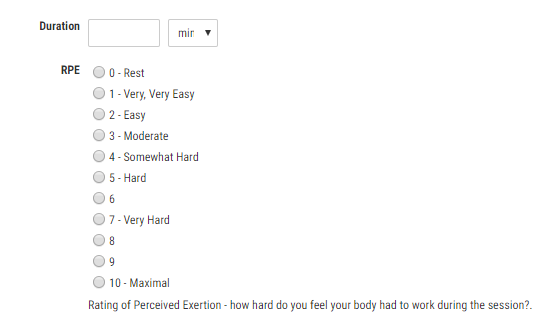 Duration
min
RPE
0 - Rest
1 - Very, Very Easy
2 - Easy
3 - Moderate
4 - Somewhat Hard
5 - Hard
6
7 - Very Hard
8
9
10 - Maximal
Rating of Perceived Exertion - how hard do you feel your body had to work during the session?.